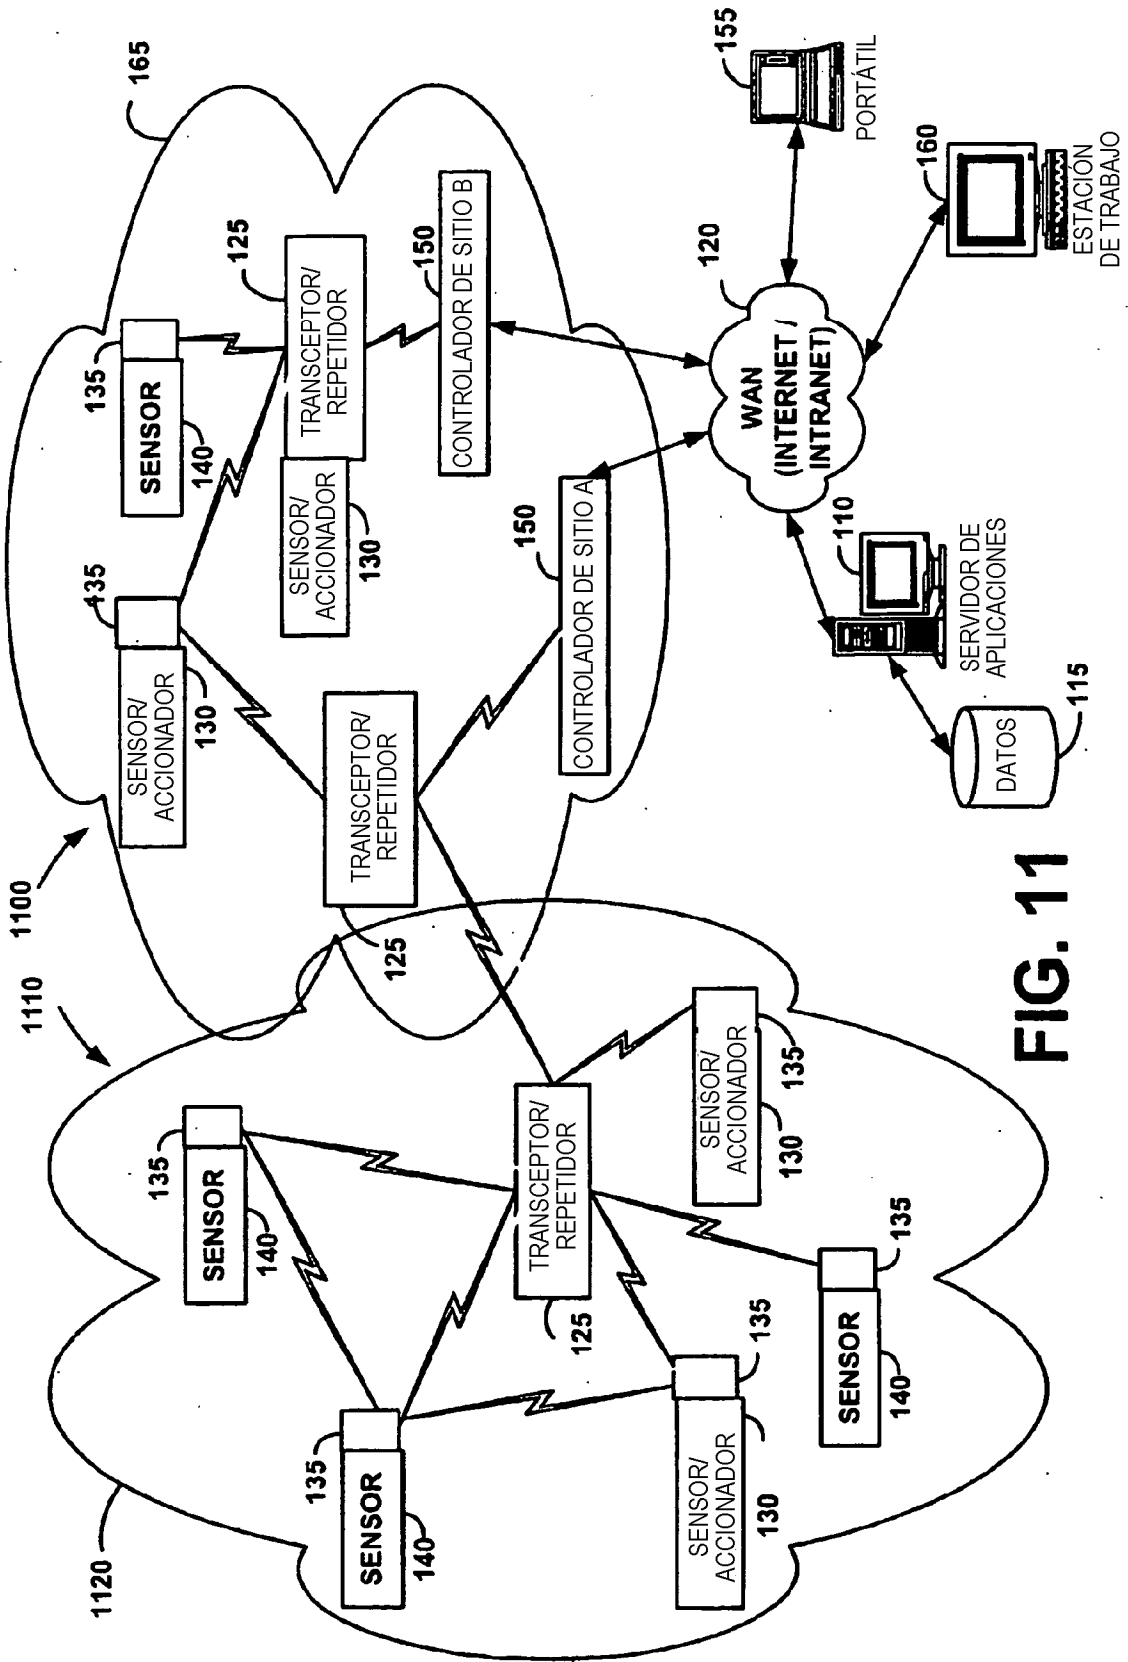 1120
1110
1100
165
135
SENSOR
140
135
SENSOR
140
SENSOR/
ACCIONADOR
130
135
TRANSCEPTOR/
REPETIDOR
125
SENSOR/
ACCIONADOR
130
135
SENSOR
140
135
TRANSCEPTOR/
REPETIDOR
125
SENSOR/
ACCIONADOR
130
135
SENSOR/
ACCIONADOR
130
135
SENSOR
140
TRANSCEPTOR/
REPETIDOR
125
SENSOR/
ACCIONADOR
130
CONTROLADOR DE SITIO A
150
CONTROLADOR DE SITIO B
150
WAN
(INTERNET /
INTRANET)
120
PORTÁTIL
155
ESTACIÓN
DE TRABAJO
160
SERVIDOR DE
APLICACIONES
110
DATOS
115
FIG. 11